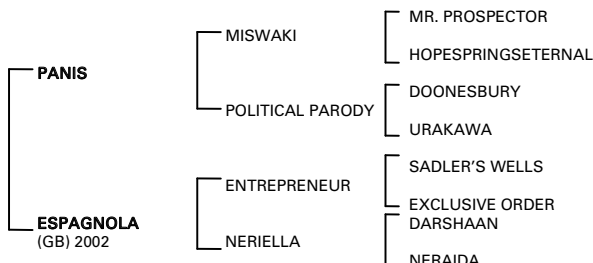 PANIS
ESPAGNOLA
(GB) 2002
MISWAKI
POLITICAL PARODY
ENTREPRENEUR
NERIELLA
MR. PROSPECTOR
HOPESPRINGSETERNAL
DOONESBURY
URAKAWA
SADLER'S WELLS
EXCLUSIVE ORDER
DARSHAAN
NERAIDA